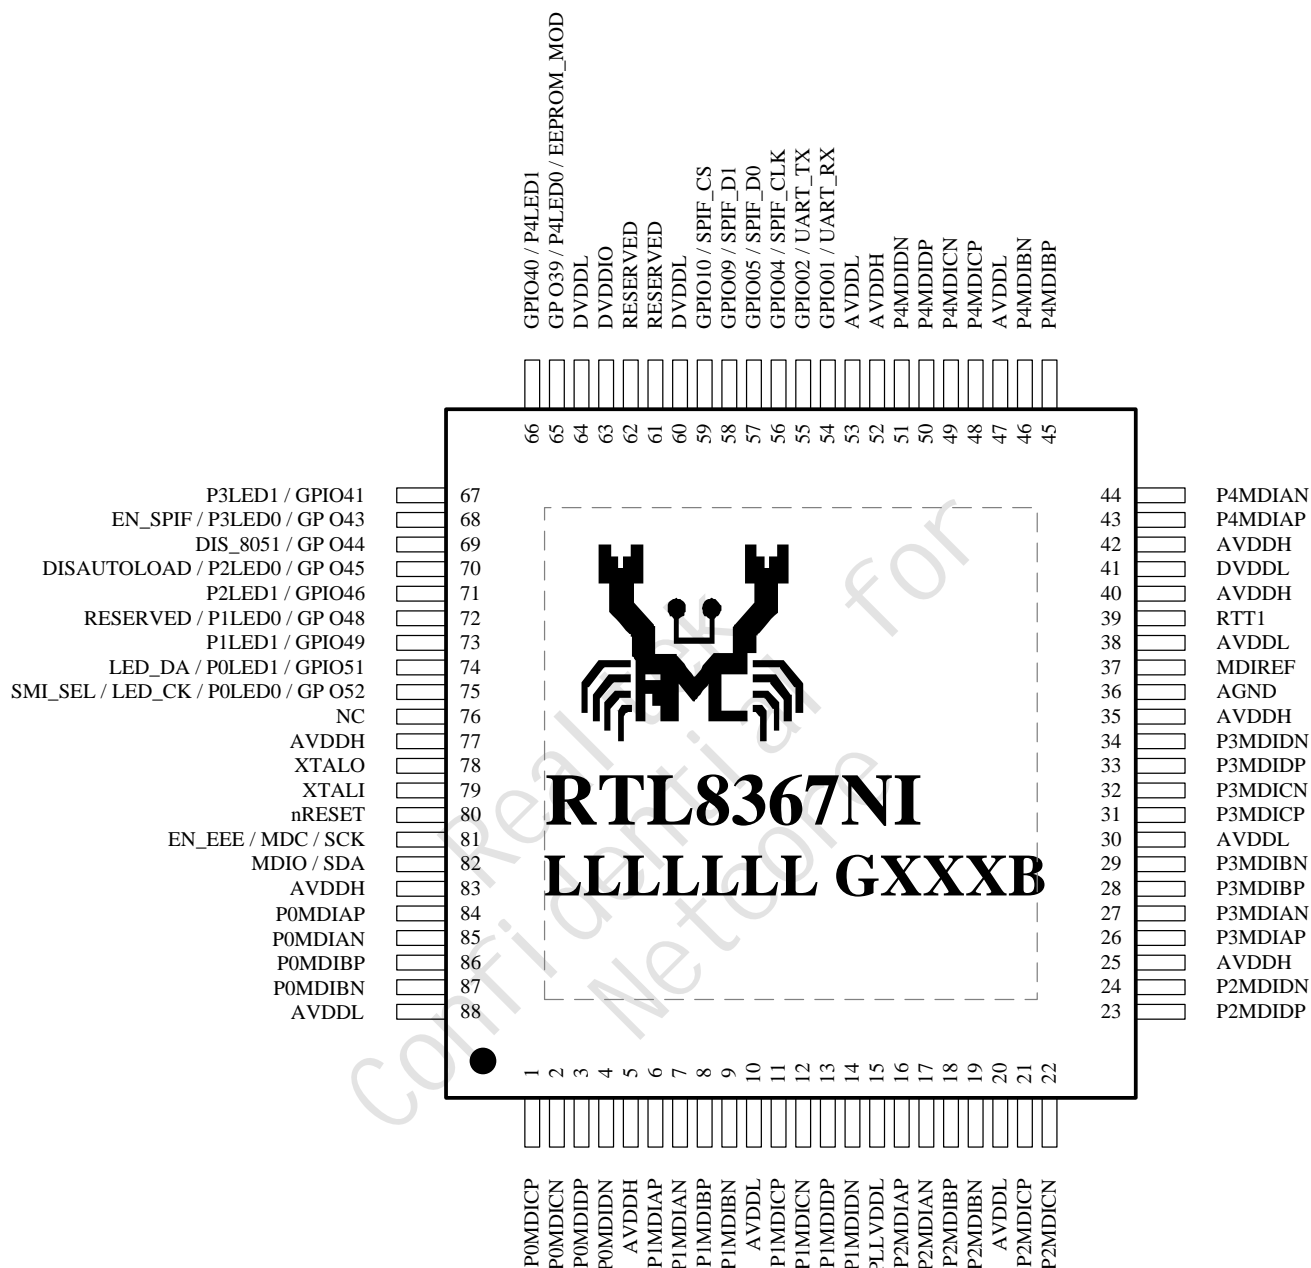 GPIO40 / P4LED1
GP O39 / P4LED0 / EEPROM_MOD
DVDDL
DVDDIO
RESERVED
RESERVED
DVDDL
GPIO10 / SPIF_CS
GPIO09 / SPIF_D1
GPIO05 / SPIF_D0
GPIO04 / SPIF_CLK
GPIO02 / UART_TX
GPIO01 / UART_RX
AVDDL
AVDDH
P4MDIDN
P4MDIDP
P4MDICN
P4MDICP
AVDDL
P4MDIBN
P4MDIBP
66 65 64 63 62 61 60 59 58 57 56 55 54 53 52 51 50 49 48 47 46 45
P3LED1 / GPIO41 67
EN_SPIF / P3LED0 / GP O43 68
DIS_8051 / GP O44 69
DISAUTOLOAD / P2LED0 / GP O45 70
P2LED1 / GPIO46 71
RESERVED / P1LED0 / GP O48 72
P1LED1 / GPIO49 73
LED_DA / P0LED1 / GPIO51 74
SMI_SEL / LED_CK / P0LED0 / GP O52 75
NC 76
AVDDH 77
XTALO 78
XTALI 79
nRESET 80
EN_EEE / MDC / SCK 81
MDIO / SDA 82
AVDDH 83
P0MDIAP 84
P0MDIAN 85
P0MDIBP 86
P0MDIBN 87
AVDDL 88
RTL8367NI
LLLLLLL GXXXB
Realtek
Confidential for
Netcore
44 P4MDIAN
43 P4MDIAP
42 AVDDH
41 DVDDL
40 AVDDH
39 RTT1
38 AVDDL
37 MDIREF
36 AGND
35 AVDDH
34 P3MDIDN
33 P3MDIDP
32 P3MDICN
31 P3MDICP
30 AVDDL
29 P3MDIBN
28 P3MDIBP
27 P3MDIAN
26 P3MDIAP
25 AVDDH
24 P2MDIDN
23 P2MDIDP
1 2 3 4 5 6 7 8 9 10 11 12 13 14 15 16 17 18 19 20 21 22
P0MDICP
P0MDICN
P0MDIDP
P0MDIDN
AVDDH
P1MDIAP
P1MDIAN
P1MDIBP
P1MDIBN
AVDDL
P1MDICP
P1MDICN
P1MDIDP
P1MDIDN
PLLVDDL
P2MDIAP
P2MDIAN
P2MDIBP
P2MDIBN
AVDDL
P2MDICP
P2MDICN